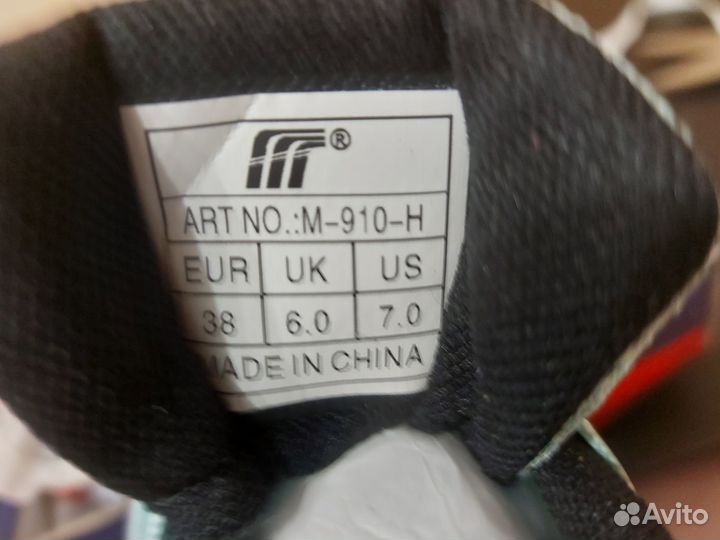 ®
ART NO.:M-910-H
EUR UK US
38 6.0 7.0
MADE IN CHINA
Avito